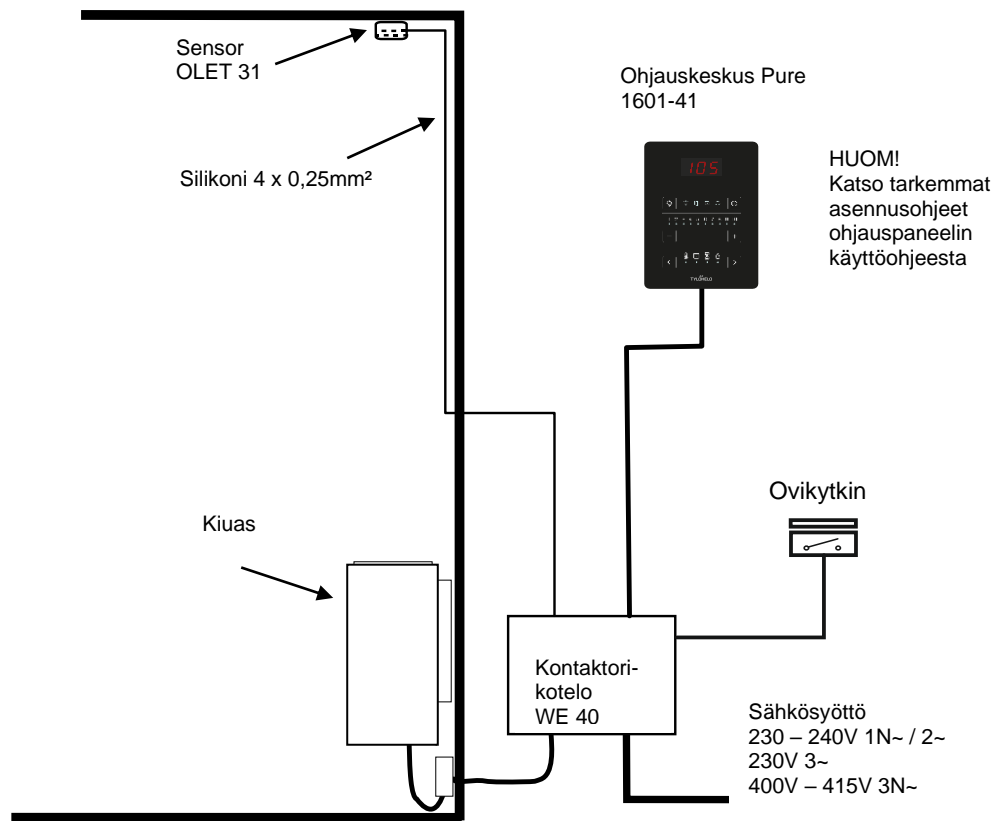 Sensor
OLET 31
Silikoni 4 x 0,25mm²
Ohjauskeskus Pure
1601-41
105
TYLÖHELO
HUOM!
Katso tarkemmat
asennusohjeet
ohjauspaneelin
käyttöohjeesta
Ovikytkin
Kiuas
Kontaktori-
kotelo
WE 40
Sähkösyöttö
230 – 240V 1N~ / 2~
230V 3~
400V – 415V 3N~